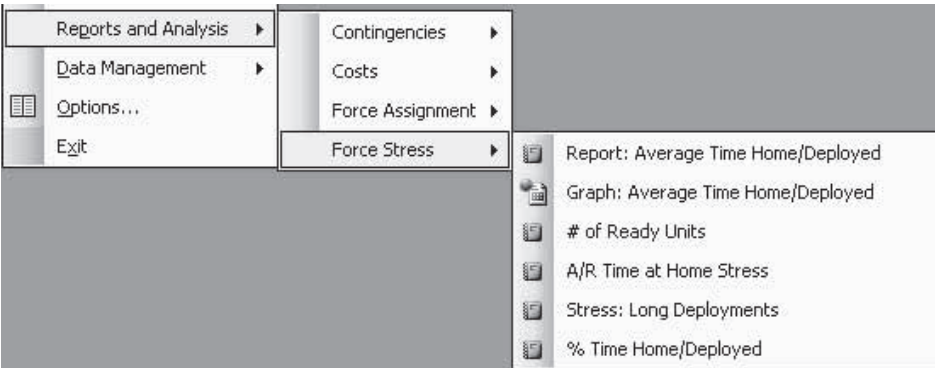 Reports and Analysis
Data Management
Options...
Exit
Contingencies
Costs
Force Assignment
Force Stress
Report: Average Time Home/Deployed
Graph: Average Time Home/Deployed
# of Ready Units
A/R Time at Home Stress
Stress: Long Deployments
% Time Home/Deployed